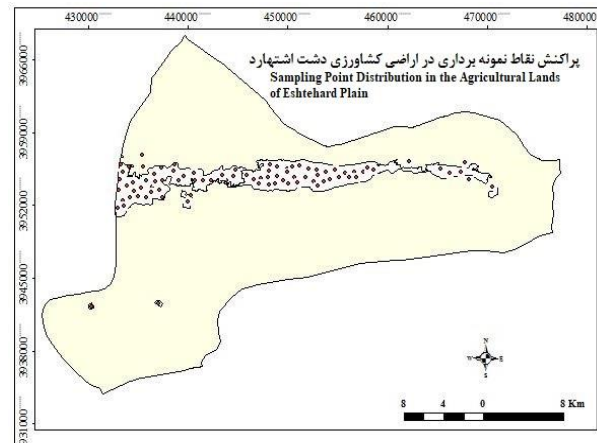 430000 440000 450000 460000 470000 480000
3966000
پراکنش نقاط نمونه برداری در اراضی کشاورزی دشت اشتهارد
Sampling Point Distribution in the Agricultural Lands
of Eshtehard Plain
3959000
3952000
3945000
3938000
N
W E
S
8 4 0 8 Km
3931000